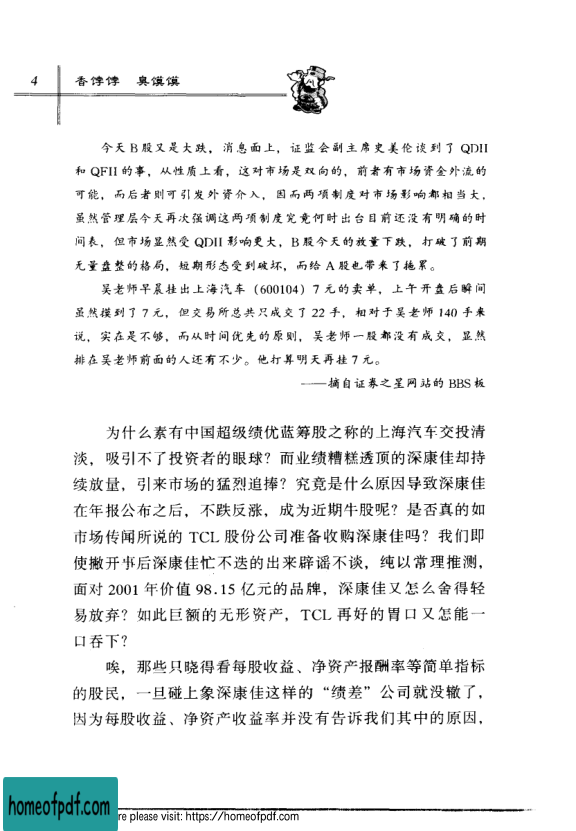 4
香饽饽 臭馍馍
今天 B 股又是大跌，消息面上，证监会副主席史美伦谈到了 QDII
和 QFII 的事，从性质上看，这对市场是双向的，前者有市场资金外流的
可能，而后者则可引发外资介入，因而两项制度对市场影响都相当大，
虽然管理层今天再次强调这两项制度究竟何时出台目前还没有明确的时
间表，但市场显然受 QDII 影响更大，B 股今天的放量下跌，打破了前期
无量盘整的格局，短期形态受到破坏，而给 A 股也带来了拖累。
吴老师早晨挂出上海汽车（600104）7 元的卖单，上午开盘后瞬间
虽然摸到了 7 元，但交易所总共只成交了 22 手，相对于吴老师 140 手来
说，实在是不够，而从时间优先的原则，吴老师一股都没有成交，显然
排在吴老师前面的人还有不少。他打算明天再挂 7 元。
——摘自证券之星网站的 BBS 板
为什么素有中国超级绩优蓝筹股之称的上海汽车交投清
淡，吸引不了投资者的眼球？而业绩糟糕透顶的深康佳却持
续放量，引来市场的猛烈追捧？究竟是什么原因导致深康佳
在年报公布之后，不跌反涨，成为近期牛股呢？是否真的如
市场传闻所说的 TCL 股份公司准备收购深康佳吗？我们即
使撇开事后深康佳忙不迭的出来辟谣不谈，纯以常理推测，
面对 2001 年价值 98.15 亿元的品牌，深康佳又怎么舍得轻
易放弃？如此巨额的无形资产，TCL 再好的胃口又怎能一
口吞下？
唉，那些只晓得看每股收益、净资产报酬率等简单指标
的股民，一旦碰上象深康佳这样的“绩差”公司就没辙了，
因为每股收益、净资产收益率并没有告诉我们其中的原因，
homeofpdf.com
re please visit: https://homeofpdf.com